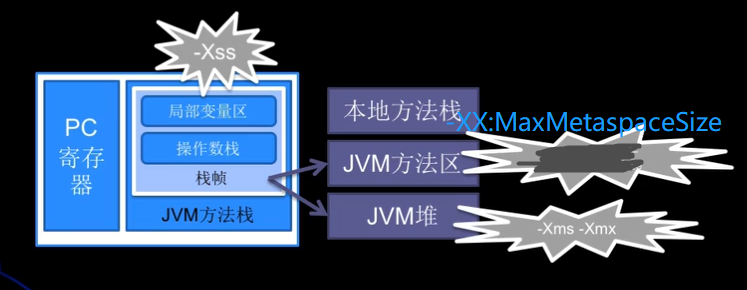 -Xss
PC
寄存
器
局部变量区
操作数栈
栈帧
JVM方法栈
本地方法栈
-XX:MaxMetaspaceSize
JVM方法区
JVM堆
-Xms -Xmx